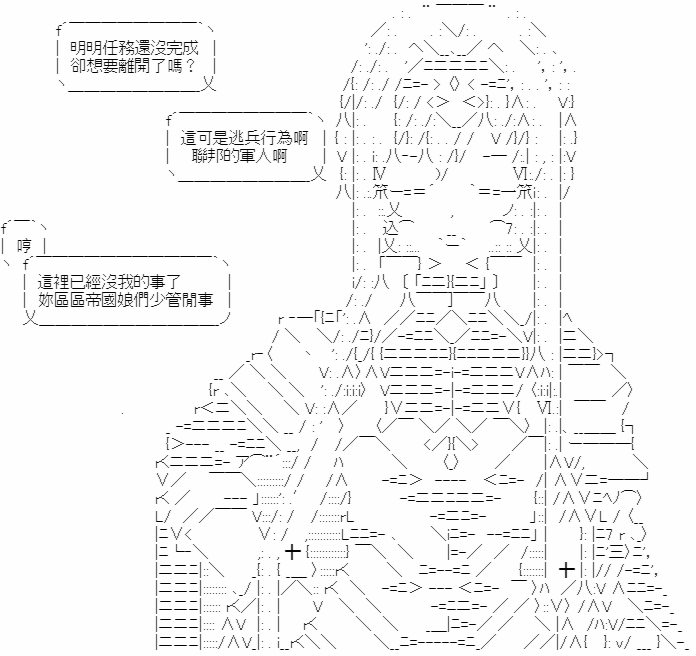 明明任務還沒完成
卻想要離開了嗎？
這可是逃兵行為啊
聯邦的軍人啊
哼
這裡已經沒我的事了
妳區區帝國娘們少管閒事